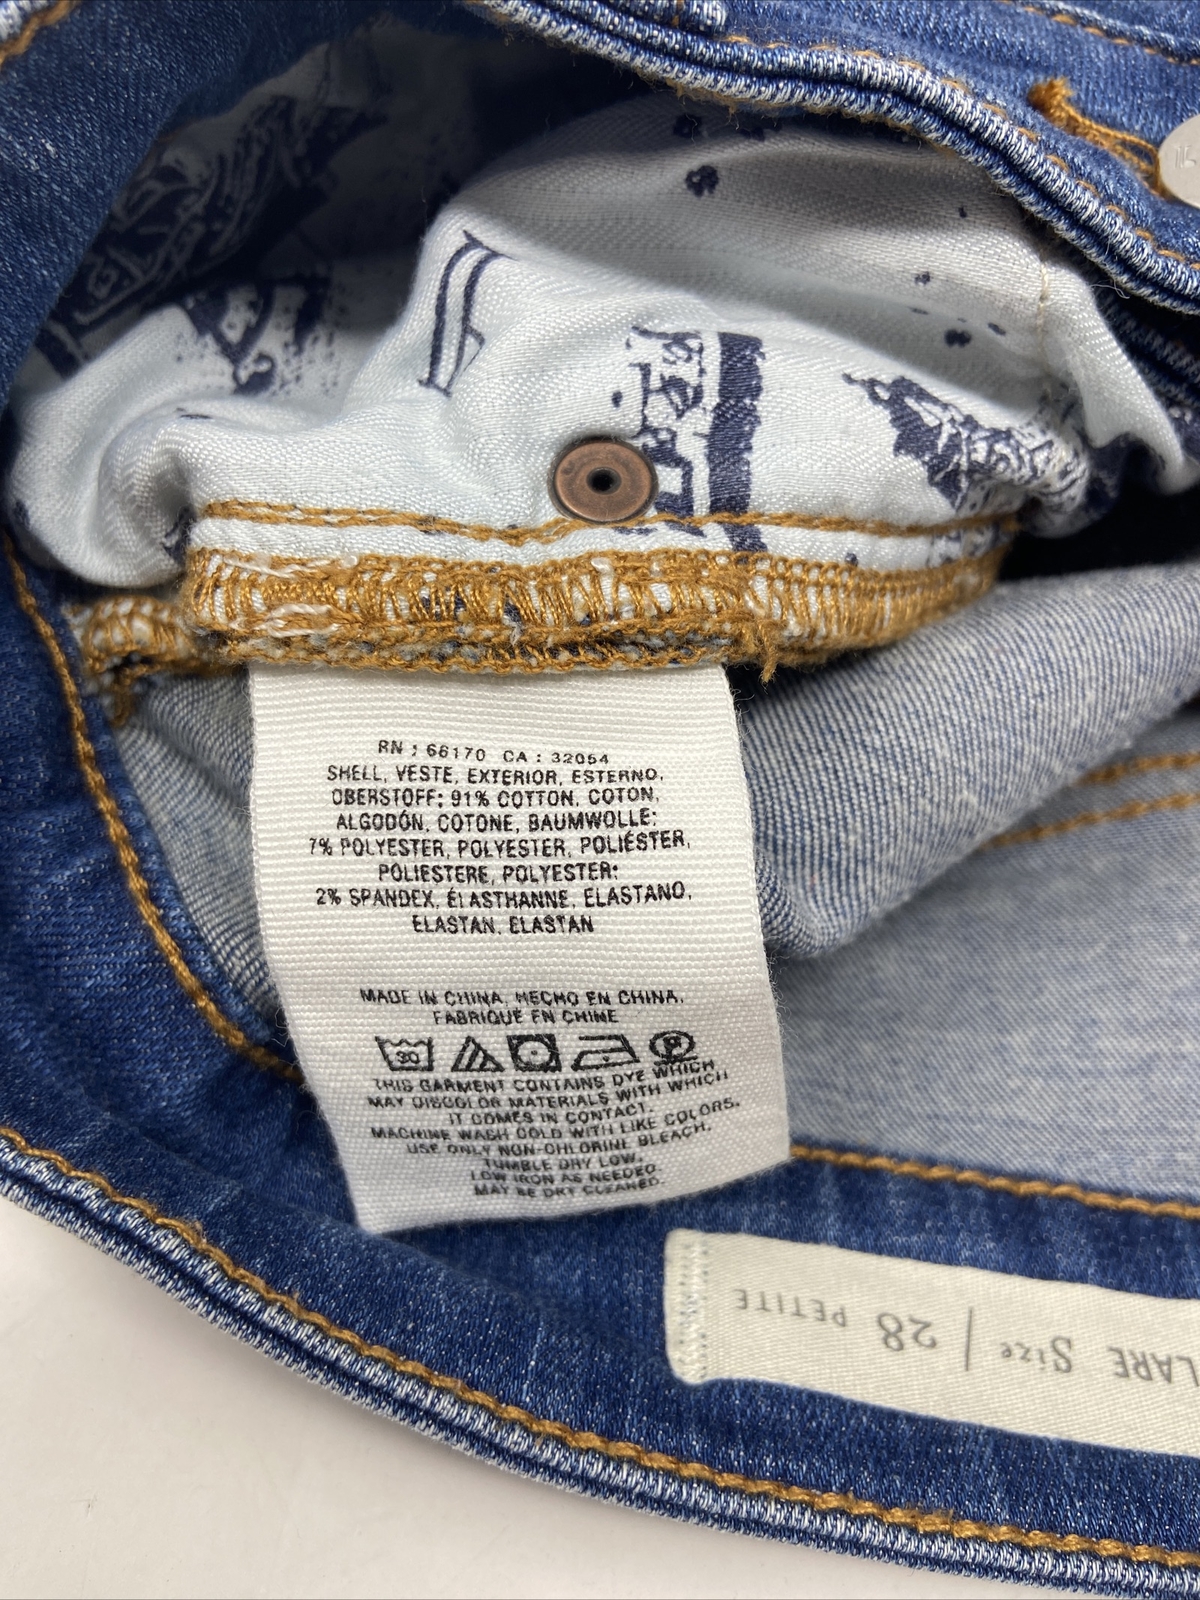 RN : 66170 CA : 32054
SHELL, VESTE, EXTERIOR, ESTERNO,
OBERSTOFF: 91% COTTON, COTON,
ALGODÓN, COTONE, BAUMWOLLE:
7% POLYESTER, POLYESTER, POLIÉSTER,
POLIESTERE, POLYESTER:
2% SPANDEX, ÉLASTHANNE, ELASTANO,
ELASTAN, ELASTAN
MADE IN CHINA, HECHO EN CHINA,
FABRIQUÉ EN CHINE
30 P
THIS GARMENT CONTAINS DYE WHICH
MAY DISCOLOR MATERIALS WITH WHICH
IT COMES IN CONTACT.
MACHINE WASH COLD WITH LIKE COLORS.
USE ONLY NON-CHLORINE BLEACH.
TUMBLE DRY LOW.
LOW IRON AS NEEDED.
MAY BE DRY CLEANED.
LARE Size / 28 PETITE